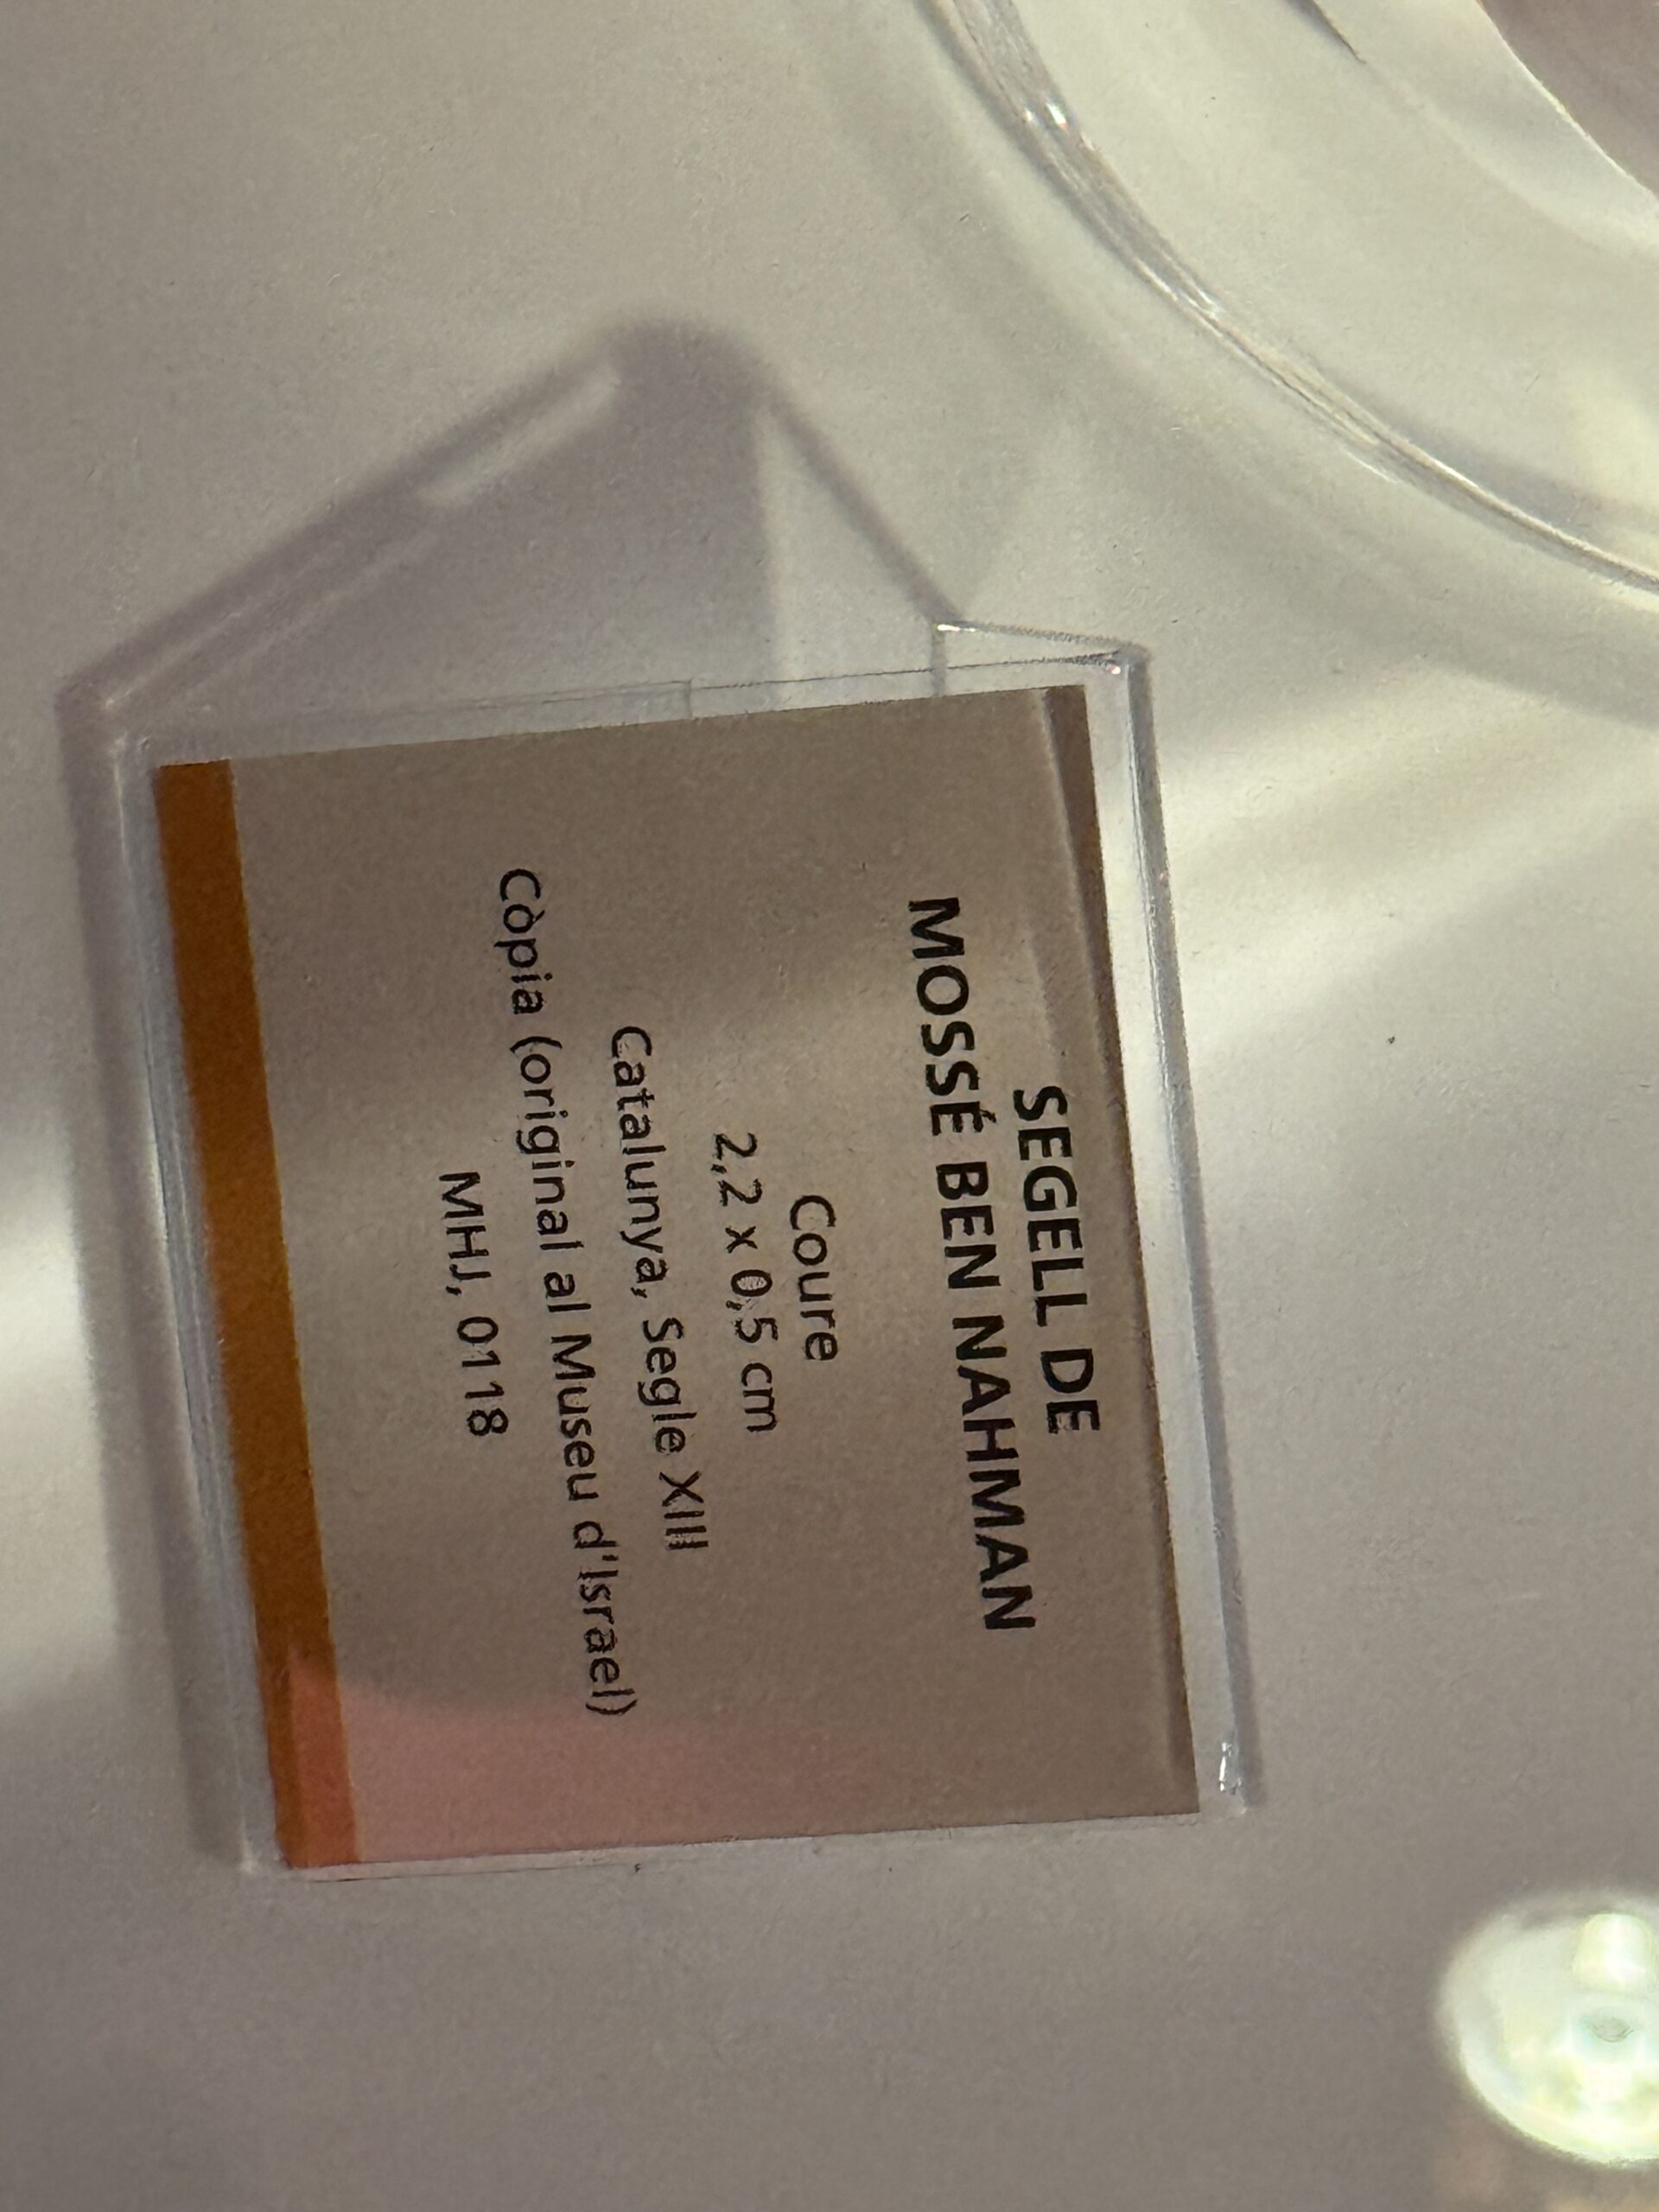 SEGELL DE
MOSSÉ BEN NAHMAN
Coure
2,2 x 0,5 cm
Catalunya, Segle XIII
Còpia (original al Museu d'Israel)
MHJ, 0118